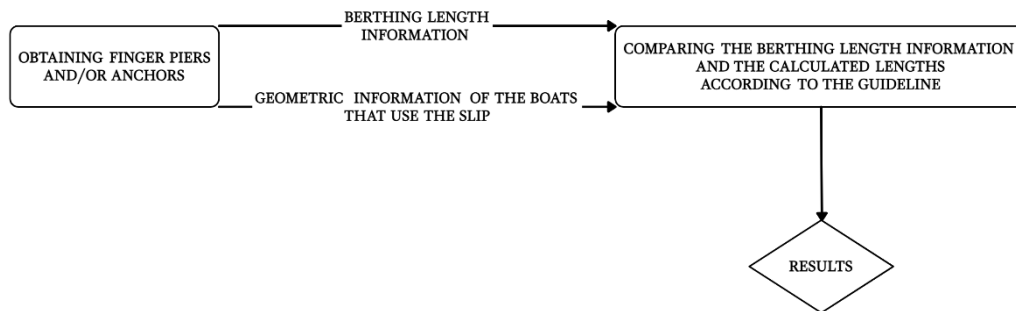 BERTHING LENGTH
INFORMATION
OBTAINING FINGER PIERS
AND/OR ANCHORS
GEOMETRIC INFORMATION OF THE BOATS
THAT USE THE SLIP
COMPARING THE BERTHING LENGTH INFORMATION
AND THE CALCULATED LENGTHS
ACCORDING TO THE GUIDELINE
RESULTS